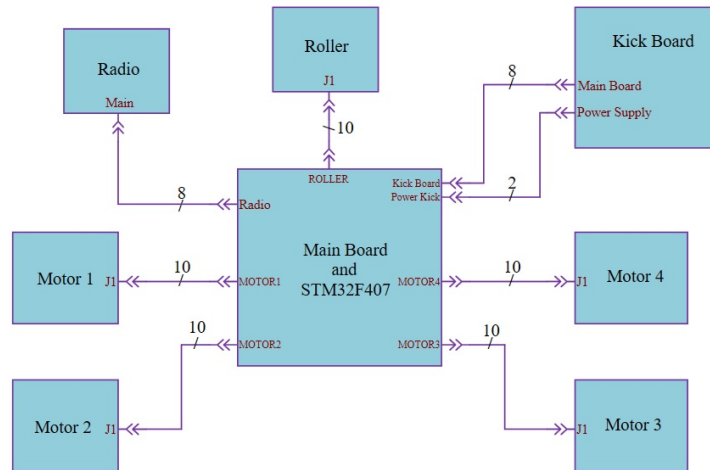 Radio
Main
Roller
J1
Kick Board
Main Board
Power Supply
8
10
2
8
ROLLER
Kick Board
Power Kick
Radio
Main Board
and
STM32F407
MOTOR1
MOTOR2
MOTOR4
MOTOR3
Motor 1
J1
10
10
J1
Motor 4
10
10
Motor 2
J1
J1
Motor 3